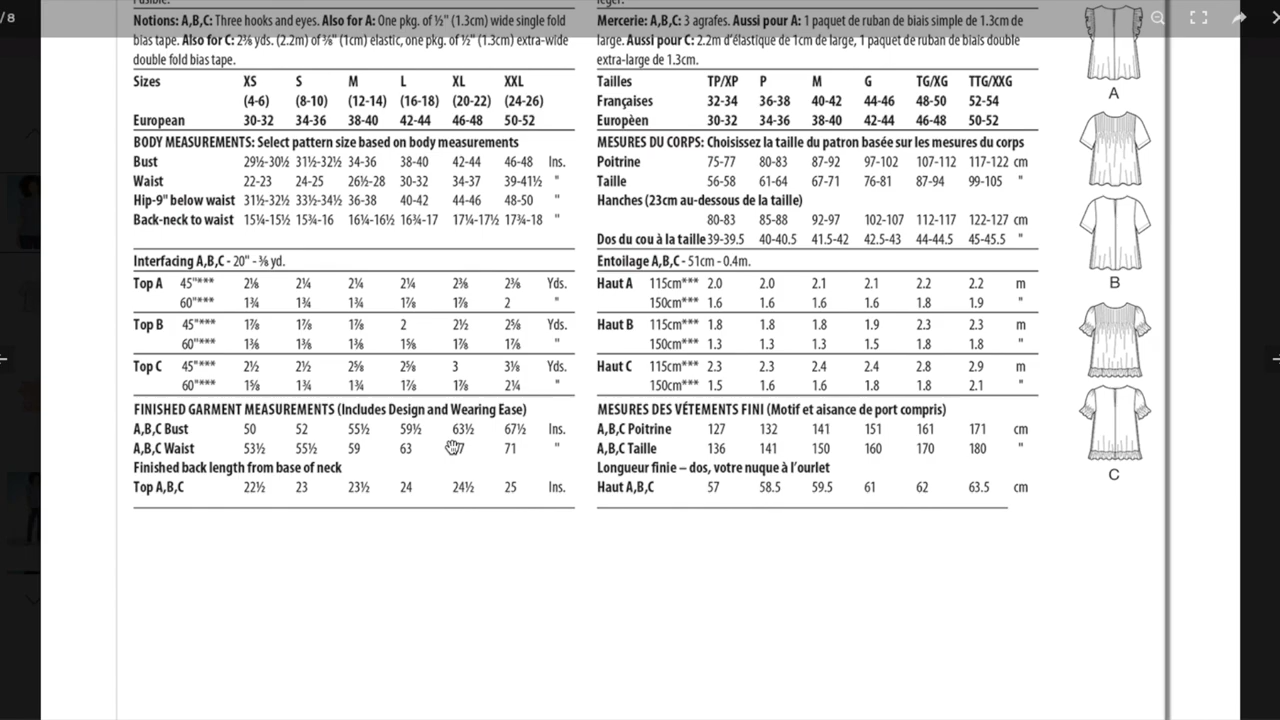 /8
fusible.
Notions: A,B,C: Three hooks and eyes. Also for A: One pkg. of ½" (1.3cm) wide single fold
bias tape. Also for C: 2⅜ yds. (2.2m) of ⅜" (1cm) elastic, one pkg. of ½" (1.3cm) extra-wide
double fold bias tape.
Sizes XS S M L XL XXL
(4-6) (8-10) (12-14) (16-18) (20-22) (24-26)
European 30-32 34-36 38-40 42-44 46-48 50-52
BODY MEASUREMENTS: Select pattern size based on body measurements
Bust 29½-30½ 31½-32½ 34-36 38-40 42-44 46-48 Ins.
Waist 22-23 24-25 26½-28 30-32 34-37 39-41½ "
Hip-9" below waist 31½-32½ 33½-34½ 36-38 40-42 44-46 48-50 "
Back-neck to waist 15¼-15½ 15¾-16 16¼-16½ 16¾-17 17¼-17½ 17¾-18 "
Interfacing A,B,C - 20" - ⅜ yd.
Top A 45"*** 2⅛ 2¼ 2¼ 2¼ 2⅜ 2⅜ Yds.
60"*** 1¾ 1¾ 1¾ 1⅞ 1⅞ 2 "
Top B 45"*** 1⅞ 1⅞ 1⅞ 2 2½ 2⅝ Yds.
60"*** 1⅜ 1⅜ 1⅜ 1⅝ 1⅞ 1⅞ "
Top C 45"*** 2½ 2½ 2⅝ 2⅝ 3 3⅛ Yds.
60"*** 1⅝ 1¾ 1¾ 1⅞ 1⅞ 2¼ "
FINISHED GARMENT MEASUREMENTS (Includes Design and Wearing Ease)
A,B,C Bust 50 52 55½ 59½ 63½ 67½ Ins.
A,B,C Waist 53½ 55½ 59 63 71 "
Finished back length from base of neck
Top A,B,C 22½ 23 23½ 24 24½ 25 Ins.
léger.
Mercerie: A,B,C: 3 agrafes. Aussi pour A: 1 paquet de ruban de biais simple de 1.3cm de
large. Aussi pour C: 2.2m d'élastique de 1cm de large, 1 paquet de ruban de biais double
extra-large de 1.3cm.
Tailles TP/XP P M G TG/XG TTG/XXG
Françaises 32-34 36-38 40-42 44-46 48-50 52-54
Europèen 30-32 34-36 38-40 42-44 46-48 50-52
MESURES DU CORPS: Choisissez la taille du patron basée sur les mesures du corps
Poitrine 75-77 80-83 87-92 97-102 107-112 117-122 cm
Taille 56-58 61-64 67-71 76-81 87-94 99-105 "
Hanches (23cm au-dessous de la taille)
80-83 85-88 92-97 102-107 112-117 122-127 cm
Dos du cou à la taille 39-39.5 40-40.5 41.5-42 42.5-43 44-44.5 45-45.5 "
Entoilage A,B,C - 51cm - 0.4m.
Haut A 115cm*** 2.0 2.0 2.1 2.1 2.2 2.2 m
150cm*** 1.6 1.6 1.6 1.6 1.8 1.9 "
Haut B 115cm*** 1.8 1.8 1.8 1.9 2.3 2.3 m
150cm*** 1.3 1.3 1.3 1.5 1.8 1.8 "
Haut C 115cm*** 2.3 2.3 2.4 2.4 2.8 2.9 m
150cm*** 1.5 1.6 1.6 1.8 1.8 2.1 "
MESURES DES VÉTEMENTS FINI (Motif et aisance de port compris)
A,B,C Poitrine 127 132 141 151 161 171 cm
A,B,C Taille 136 141 150 160 170 180 "
Longueur finie – dos, votre nuque à l'ourlet
Haut A,B,C 57 58.5 59.5 61 62 63.5 cm
A
B
C